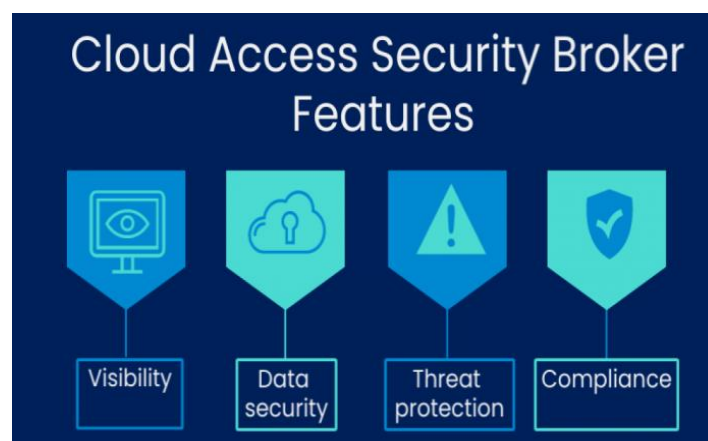 Cloud Access Security Broker
Features
Visibility
Data
security
Threat
protection
Compliance